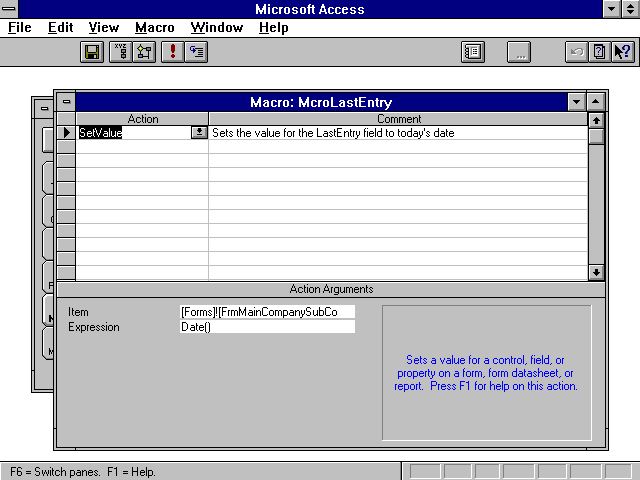 Microsoft Access
File Edit View Macro Window Help
xyz
...
Macro: McroLastEntry
Action Comment
SetValue Sets the value for the LastEntry field to today's date
Action Arguments
Item [Forms]![FrmMainCompanySubCo
Expression Date()
Sets a value for a control, field, or
property on a form, form datasheet, or
report. Press F1 for help on this action.
F6 = Switch panes. F1 = Help.